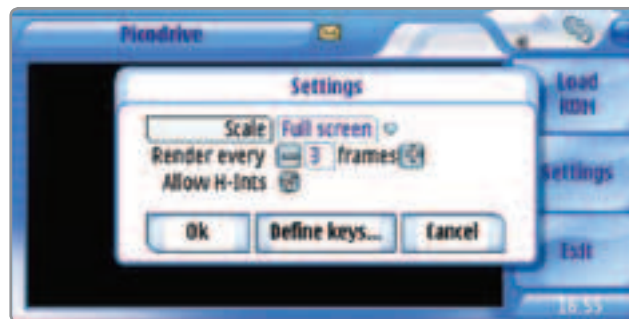 Picodrive
Settings
Scale Full screen
Render every 3 frames
Allow H-Ints
Ok Define keys... Cancel
Load
ROM
Settings
Exit
16:55